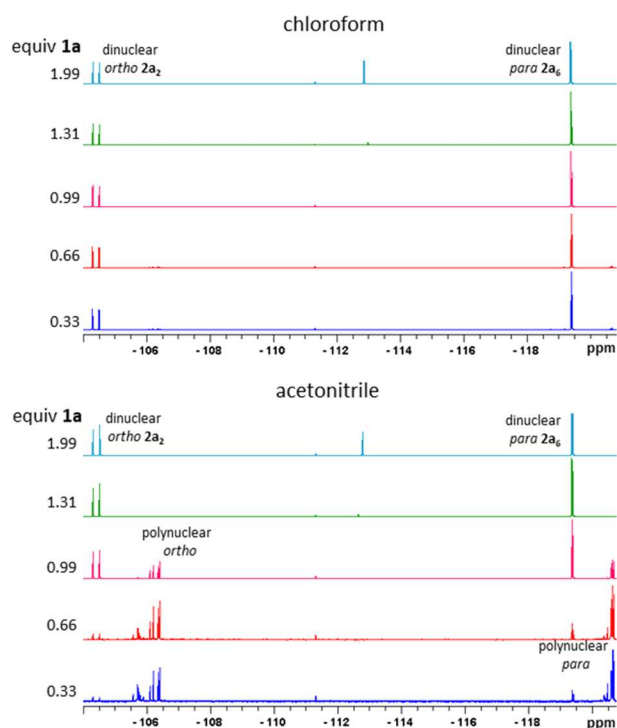 chloroform
equiv 1a
dinuclear
ortho 2a₂
dinuclear
para 2a₆
1.99
1.31
0.99
0.66
0.33
-106 -108 -110 -112 -114 -116 -118 ppm
acetonitrile
equiv 1a
dinuclear
ortho 2a₂
dinuclear
para 2a₆
1.99
1.31
polynuclear
ortho
0.99
0.66
polynuclear
para
0.33
-106 -108 -110 -112 -114 -116 -118 ppm